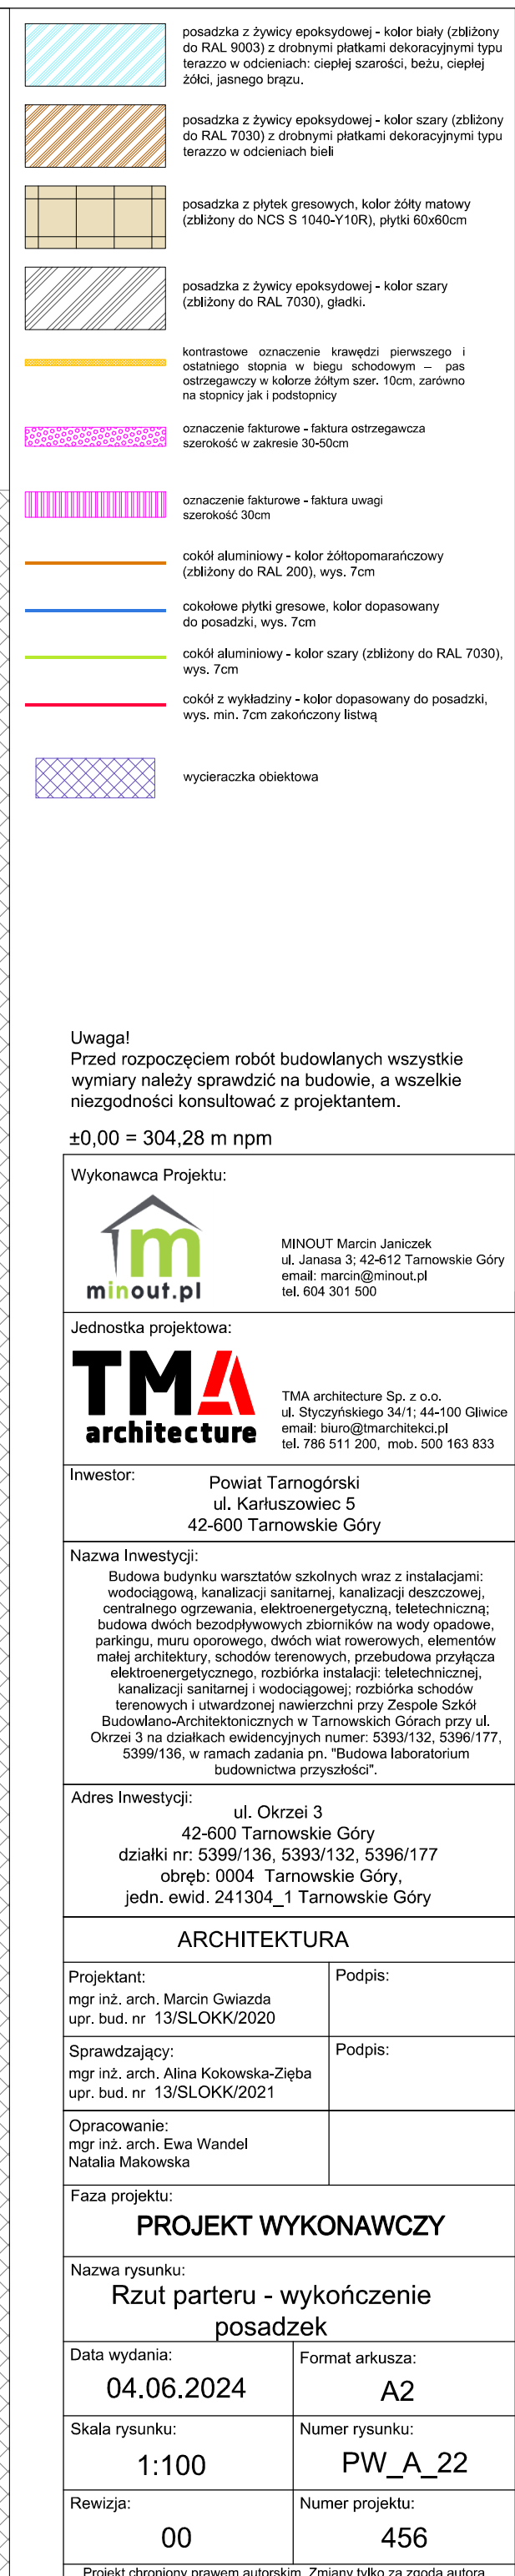 posadzka z żywicy epoksydowej - kolor biały (zbliżony
do RAL 9003) z drobnymi płatkami dekoracyjnymi typu
terazzo w odcieniach: ciepłej szarości, beżu, ciepłej
żółci, jasnego brązu.
posadzka z żywicy epoksydowej - kolor szary (zbliżony
do RAL 7030) z drobnymi płatkami dekoracyjnymi typu
terazzo w odcieniach bieli
posadzka z płytek gresowych, kolor żółty matowy
(zbliżony do NCS S 1040-Y10R), płytki 60x60cm
posadzka z żywicy epoksydowej - kolor szary
(zbliżony do RAL 7030), gładki.
kontrastowe oznaczenie krawędzi pierwszego i
ostatniego stopnia w biegu schodowym – pas
ostrzegawczy w kolorze żółtym szer. 10cm, zarówno
na stopnicy jak i podstopnicy
oznaczenie fakturowe - faktura ostrzegawcza
szerokość w zakresie 30-50cm
oznaczenie fakturowe - faktura uwagi
szerokość 30cm
cokół aluminiowy - kolor żółtopomarańczowy
(zbliżony do RAL 200), wys. 7cm
cokołowe płytki gresowe, kolor dopasowany
do posadzki, wys. 7cm
cokół aluminiowy - kolor szary (zbliżony do RAL 7030),
wys. 7cm
cokół z wykładziny - kolor dopasowany do posadzki,
wys. min. 7cm zakończony listwą
wycieraczka obiektowa
Uwaga!
Przed rozpoczęciem robót budowlanych wszystkie
wymiary należy sprawdzić na budowie, a wszelkie
niezgodności konsultować z projektantem.
±0,00 = 304,28 m npm
Wykonawca Projektu:
m
minout.pl
MINOUT Marcin Janiczek
ul. Janasa 3; 42-612 Tarnowskie Góry
email: marcin@minout.pl
tel. 604 301 500
Jednostka projektowa:
TMA
architecture
TMA architecture Sp. z o.o.
ul. Styczyńskiego 34/1; 44-100 Gliwice
email: biuro@tmarchitekci.pl
tel. 786 511 200, mob. 500 163 833
Inwestor:
Powiat Tarnogórski
ul. Karłuszowiec 5
42-600 Tarnowskie Góry
Nazwa Inwestycji:
Budowa budynku warsztatów szkolnych wraz z instalacjami:
wodociągową, kanalizacji sanitarnej, kanalizacji deszczowej,
centralnego ogrzewania, elektroenergetyczną, teletechniczną;
budowa dwóch bezodpływowych zbiorników na wody opadowe,
parkingu, muru oporowego, dwóch wiat rowerowych, elementów
małej architektury, schodów terenowych, przebudowa przyłącza
elektroenergetycznego, rozbiórka instalacji: teletechnicznej,
kanalizacji sanitarnej i wodociągowej; rozbiórka schodów
terenowych i utwardzonej nawierzchni przy Zespole Szkół
Budowlano-Architektonicznych w Tarnowskich Górach przy ul.
Okrzei 3 na działkach ewidencyjnych numer: 5393/132, 5396/177,
5399/136, w ramach zadania pn. "Budowa laboratorium
budownictwa przyszłości".
Adres Inwestycji:
ul. Okrzei 3
42-600 Tarnowskie Góry
działki nr: 5399/136, 5393/132, 5396/177
obręb: 0004 Tarnowskie Góry,
jedn. ewid. 241304_1 Tarnowskie Góry
ARCHITEKTURA
Projektant:
mgr inż. arch. Marcin Gwiazda
upr. bud. nr 13/SLOKK/2020
Podpis:
Sprawdzający:
mgr inż. arch. Alina Kokowska-Zięba
upr. bud. nr 13/SLOKK/2021
Podpis:
Opracowanie:
mgr inż. arch. Ewa Wandel
Natalia Makowska
Faza projektu:
PROJEKT WYKONAWCZY
Nazwa rysunku:
Rzut parteru - wykończenie
posadzek
Data wydania:
04.06.2024
Format arkusza:
A2
Skala rysunku:
1:100
Numer rysunku:
PW_A_22
Rewizja:
00
Numer projektu:
456
Projekt chroniony prawem autorskim. Zmiany tylko za zgodą autora